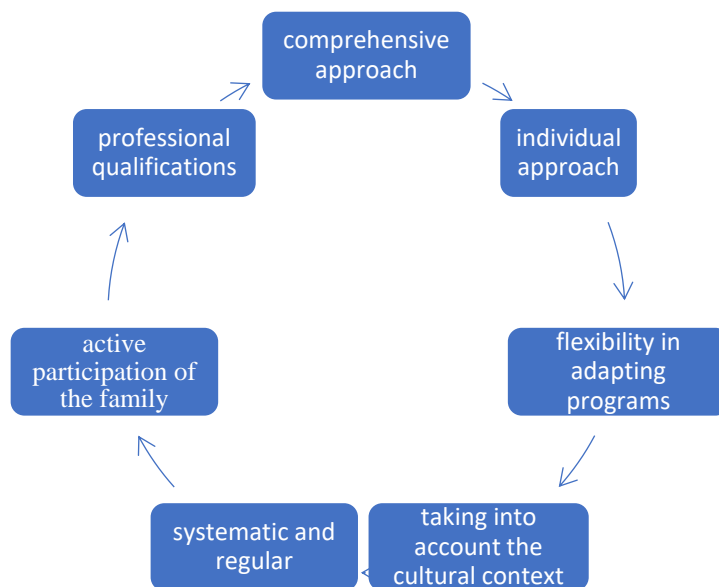 comprehensive
approach
individual
approach
flexibility in
adapting
programs
taking into
account the
cultural context
systematic and
regular
active
participation of
the family
professional
qualifications